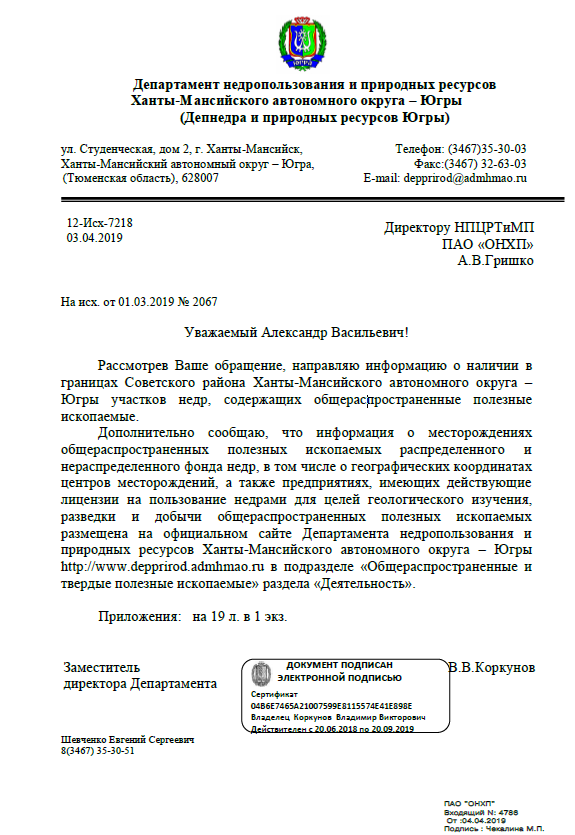 Департамент недропользования и природных ресурсов
Ханты-Мансийского автономного округа – Югры
(Депнедра и природных ресурсов Югры)
ул. Студенческая, дом 2, г. Ханты-Мансийск,
Ханты-Мансийский автономный округ – Югра,
(Тюменская область), 628007
Телефон: (3467)35-30-03
Факс:(3467) 32-63-03
E-mail: depprirod@admhmao.ru
12-Исх-7218
03.04.2019
Директору НПЦРТиМП
ПАО «ОНХП»
А.В.Гришко
На исх. от 01.03.2019 № 2067
Уважаемый Александр Васильевич!
Рассмотрев Ваше обращение, направляю информацию о наличии в
границах Советского района Ханты-Мансийского автономного округа –
Югры участков недр, содержащих общераспространенные полезные
ископаемые.
Дополнительно сообщаю, что информация о месторождениях
общераспространенных полезных ископаемых распределенного и
нераспределенного фонда недр, в том числе о географических координатах
центров месторождений, а также предприятиях, имеющих действующие
лицензии на пользование недрами для целей геологического изучения,
разведки и добычи общераспространенных полезных ископаемых
размещена на официальном сайте Департамента недропользования и
природных ресурсов Ханты-Мансийского автономного округа – Югры
http://www.depprirod.admhmao.ru в подразделе «Общераспространенные и
твердые полезные ископаемые» раздела «Деятельность».
Приложения: на 19 л. в 1 экз.
Заместитель
директора Департамента
ДОКУМЕНТ ПОДПИСАН
ЭЛЕКТРОННОЙ ПОДПИСЬЮ
Сертификат
04B6E7465A21007599E8115574E41E898E
Владелец Коркунов Владимир Викторович
Действителен с 20.06.2018 по 20.09.2019
В.В.Коркунов
Шевченко Евгений Сергеевич
8(3467) 35-30-51
ПАО "ОНХП"
Входящий N: 4786
От :04.04.2019
Подпись : Чекалина М.П.